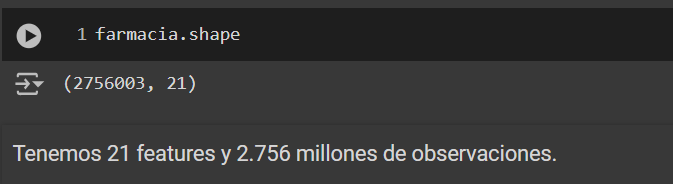 1 farmacia.shape
(2756003, 21)
Tenemos 21 features y 2.756 millones de observaciones.